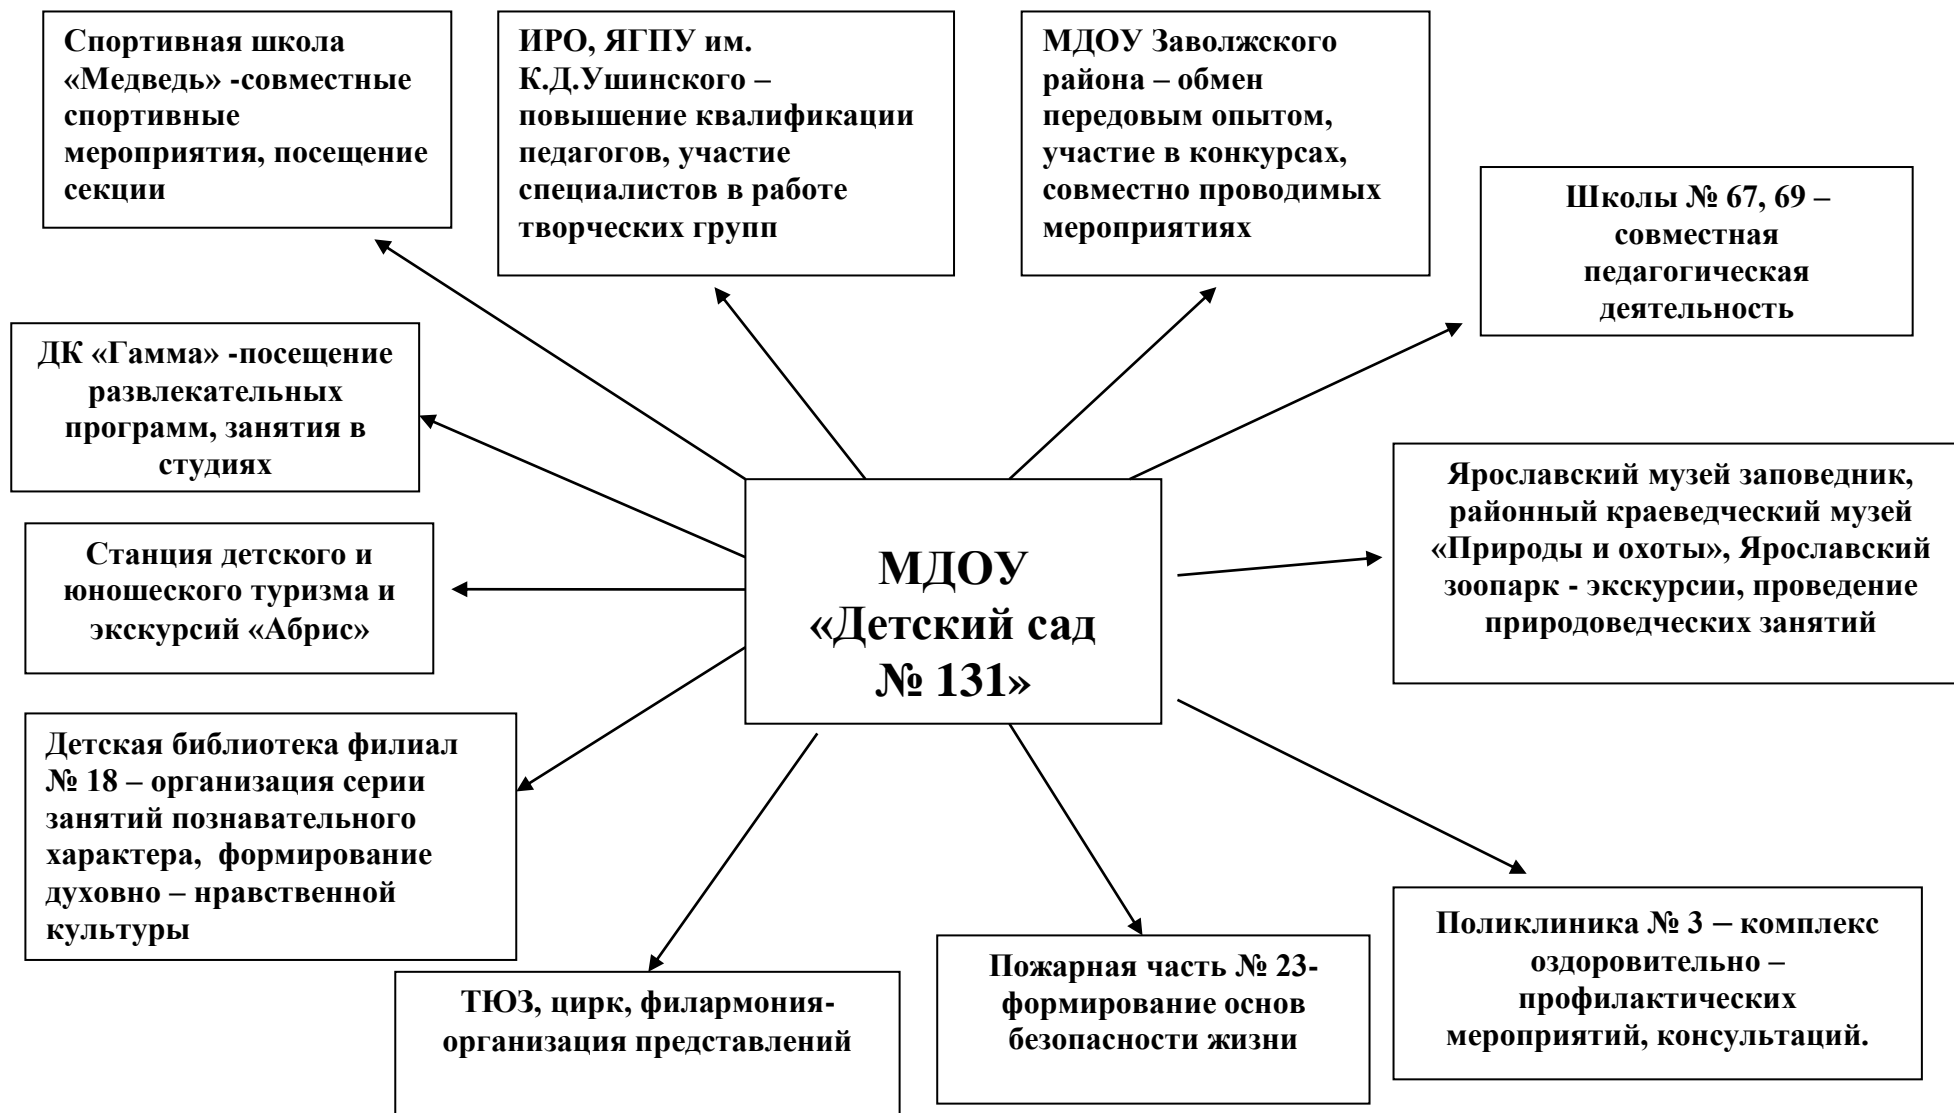 Спортивная школа
«Медведь» -совместные
спортивные
мероприятия, посещение
секции
ИРО, ЯГПУ им.
К.Д.Ушинского –
повышение квалификации
педагогов, участие
специалистов в работе
творческих групп
МДОУ Заволжского
района – обмен
передовым опытом,
участие в конкурсах,
совместно проводимых
мероприятиях
Школы № 67, 69 –
совместная
педагогическая
деятельность
ДК «Гамма» -посещение
развлекательных
программ, занятия в
студиях
Ярославский музей заповедник,
районный краеведческий музей
«Природы и охоты», Ярославский
зоопарк - экскурсии, проведение
природоведческих занятий
Станция детского и
юношеского туризма и
экскурсий «Абрис»
МДОУ
«Детский сад
№ 131»
Детская библиотека филиал
№ 18 – организация серии
занятий познавательного
характера,  формирование
духовно – нравственной
культуры
Поликлиника № 3 – комплекс
оздоровительно –
профилактических
мероприятий, консультаций.
Пожарная часть № 23-
формирование основ
безопасности жизни
ТЮЗ, цирк, филармония-
организация представлений